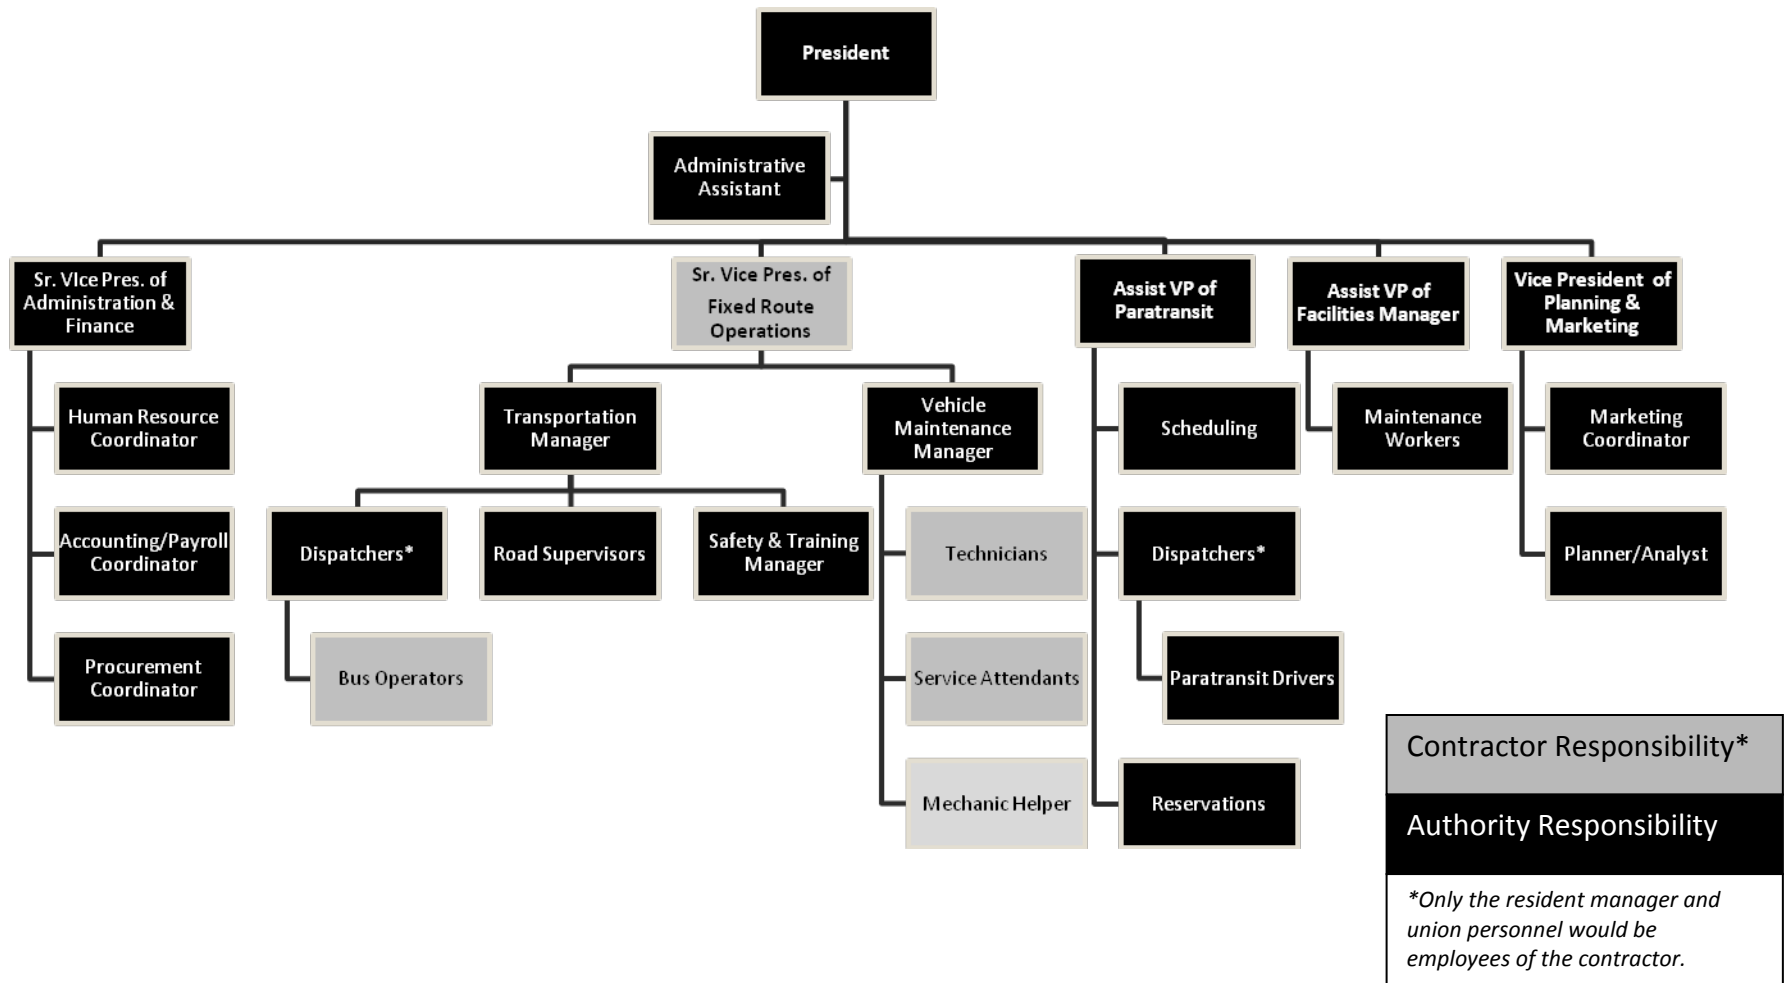 President
Administrative
Assistant
Sr. VIce Pres. of
Administration &
Finance
Sr. Vice Pres. of
Fixed Route
Operations
Assist VP of
Paratransit
Assist VP of
Facilities Manager
Vice President of
Planning &
Marketing
Human Resource
Coordinator
Transportation
Manager
Vehicle
Maintenance
Manager
Scheduling
Maintenance
Workers
Marketing
Coordinator
Accounting/Payroll
Coordinator
Dispatchers*
Road Supervisors
Safety & Training
Manager
Technicians
Dispatchers*
Planner/Analyst
Procurement
Coordinator
Bus Operators
Service Attendants
Paratransit Drivers
Mechanic Helper
Reservations
Contractor Responsibility*
Authority Responsibility
*Only the resident manager and
union personnel would be
employees of the contractor.